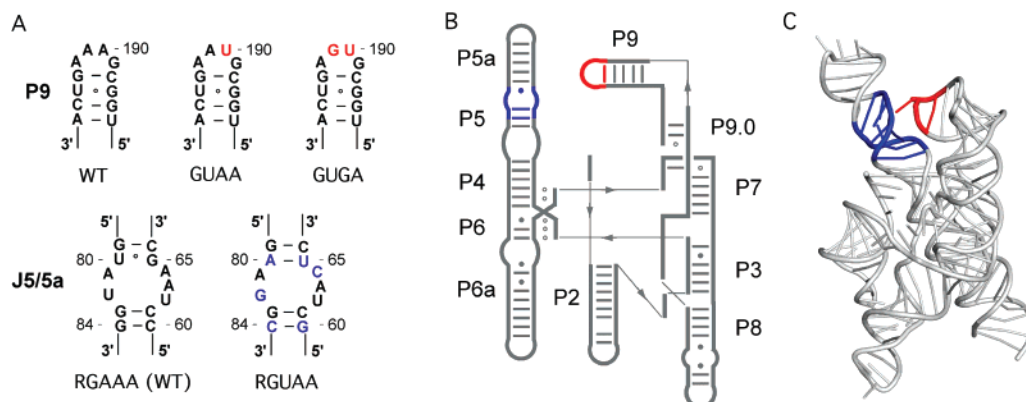 A
P9
A A - 190
A G
G – C
U ∘ G
C – G
A – U
3' 5'
WT
A U - 190
A G
G – C
U ∘ G
C – G
A – U
3' 5'
GUAA
G U - 190
A G
G – C
U ∘ G
C – G
A – U
3' 5'
GUGA
J5/5a
5' 3'
G – C
80 - U ∘ G - 65
A A
U A
U
G – C
84 - G – C - 60
3' 5'
RGAAA (WT)
5' 3'
G – C
80 - A – U - 65
A C
G A
U
G – C
84 - C – G - 60
3' 5'
RGUAA
B
P5a
P5
P4
P6
P6a
P9
P9.0
P7
P3
P2
P8
C